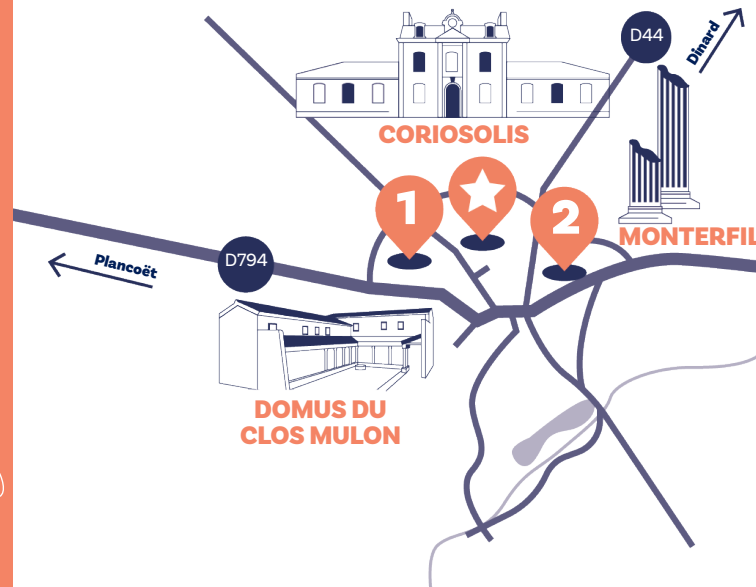 D44
Dinard
CORIOSOLIS
1
2
MONTERFIL
D794
Plancoët
DOMUS DU
CLOS MULON